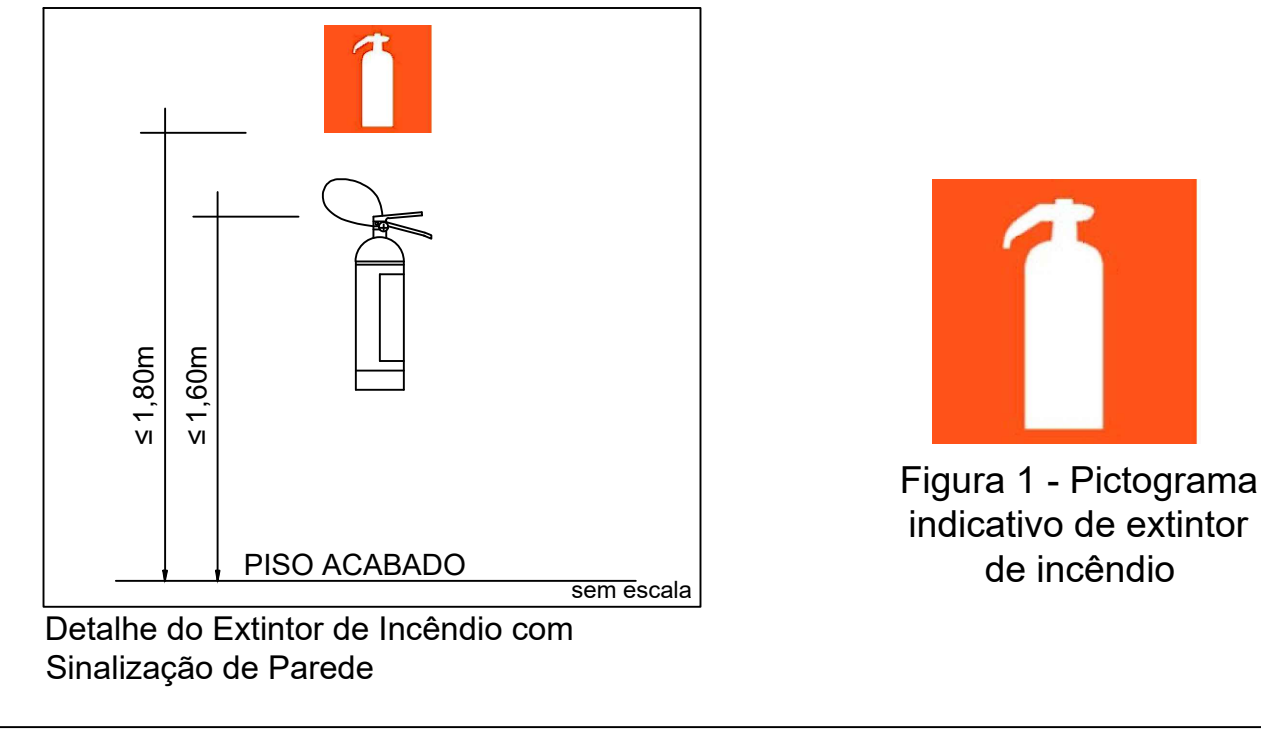 ≤ 1,80m
≤ 1,60m
PISO ACABADO
sem escala
Detalhe do Extintor de Incêndio com
Sinalização de Parede
Figura 1 - Pictograma
indicativo de extintor
de incêndio